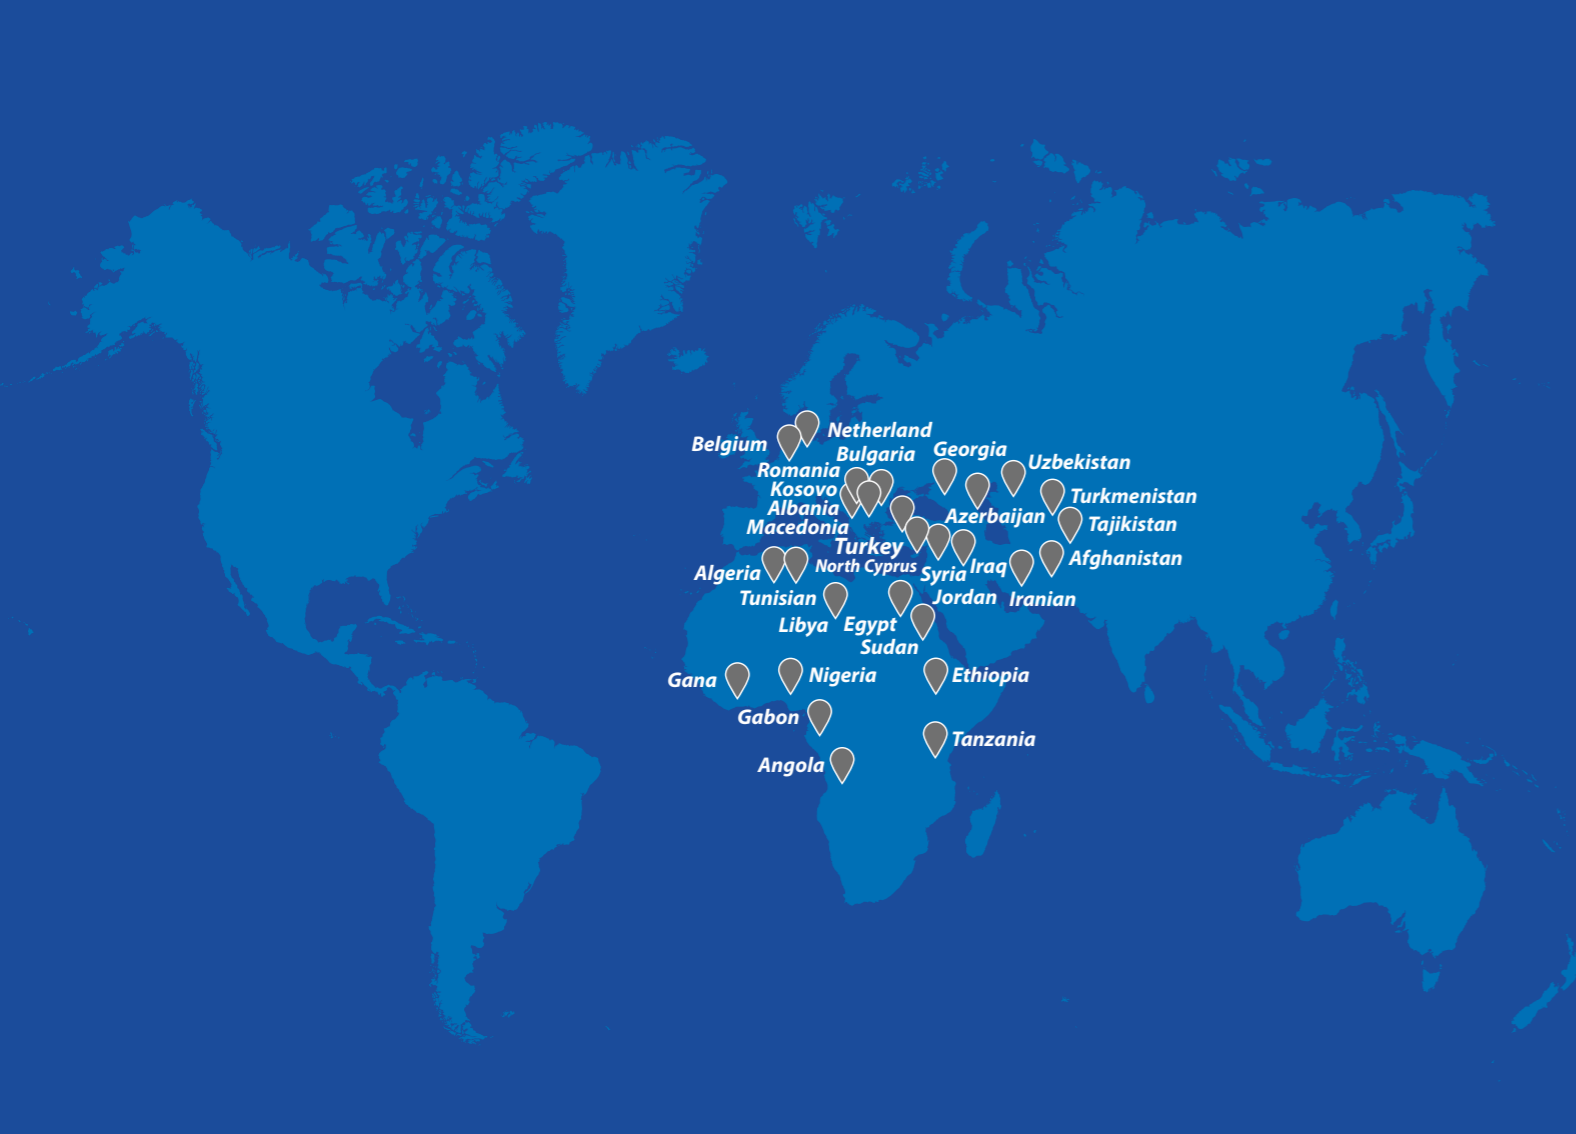 Netherland
Belgium
Bulgaria
Georgia
Romania
Uzbekistan
Kosovo
Turkmenistan
Albania
Azerbaijan
Macedonia
Tajikistan
Turkey
North Cyprus
Afghanistan
Algeria
Syria
Iraq
Tunisian
Jordan
Iranian
Libya
Egypt
Sudan
Gana
Nigeria
Ethiopia
Gabon
Tanzania
Angola